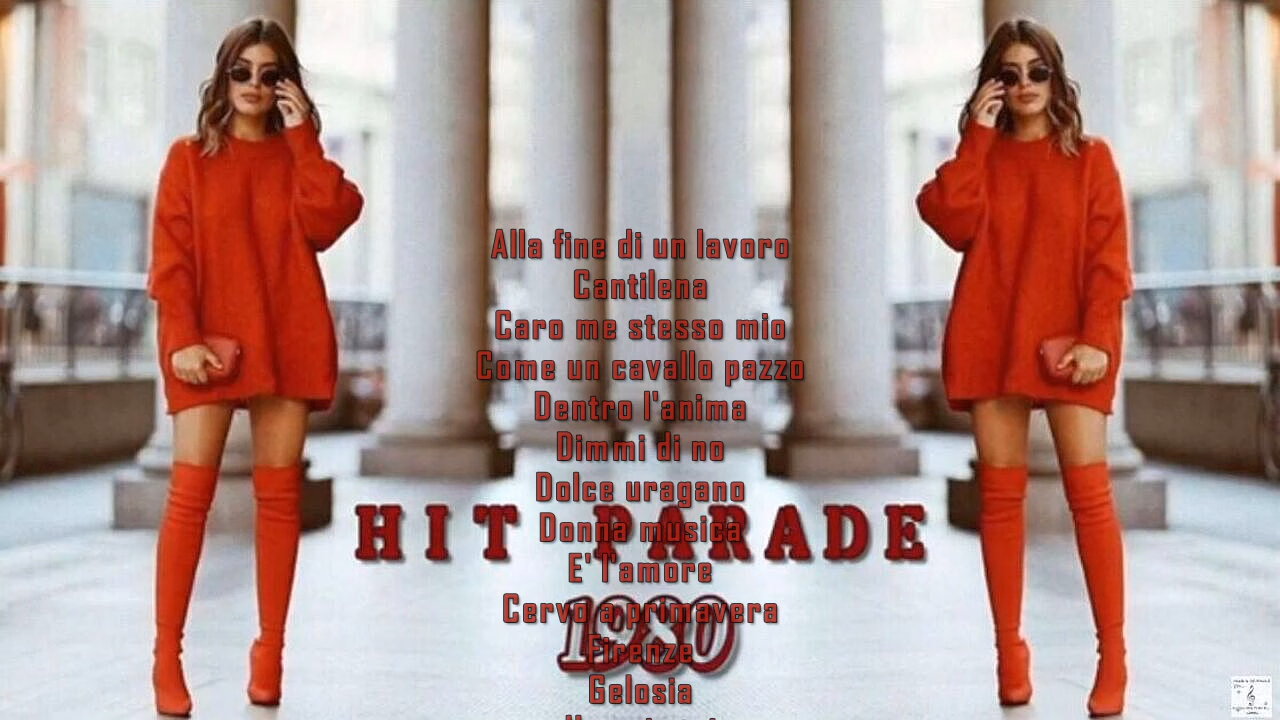 Alla fine di un lavoro
Cantilena
Caro me stesso mio
Come un cavallo pazzo
Dentro l'anima
Dimmi di no
Dolce uragano
HIT PARADE
Donna musica
E' l'amore
Cervo a primavera
1980
Firenze
Gelosia